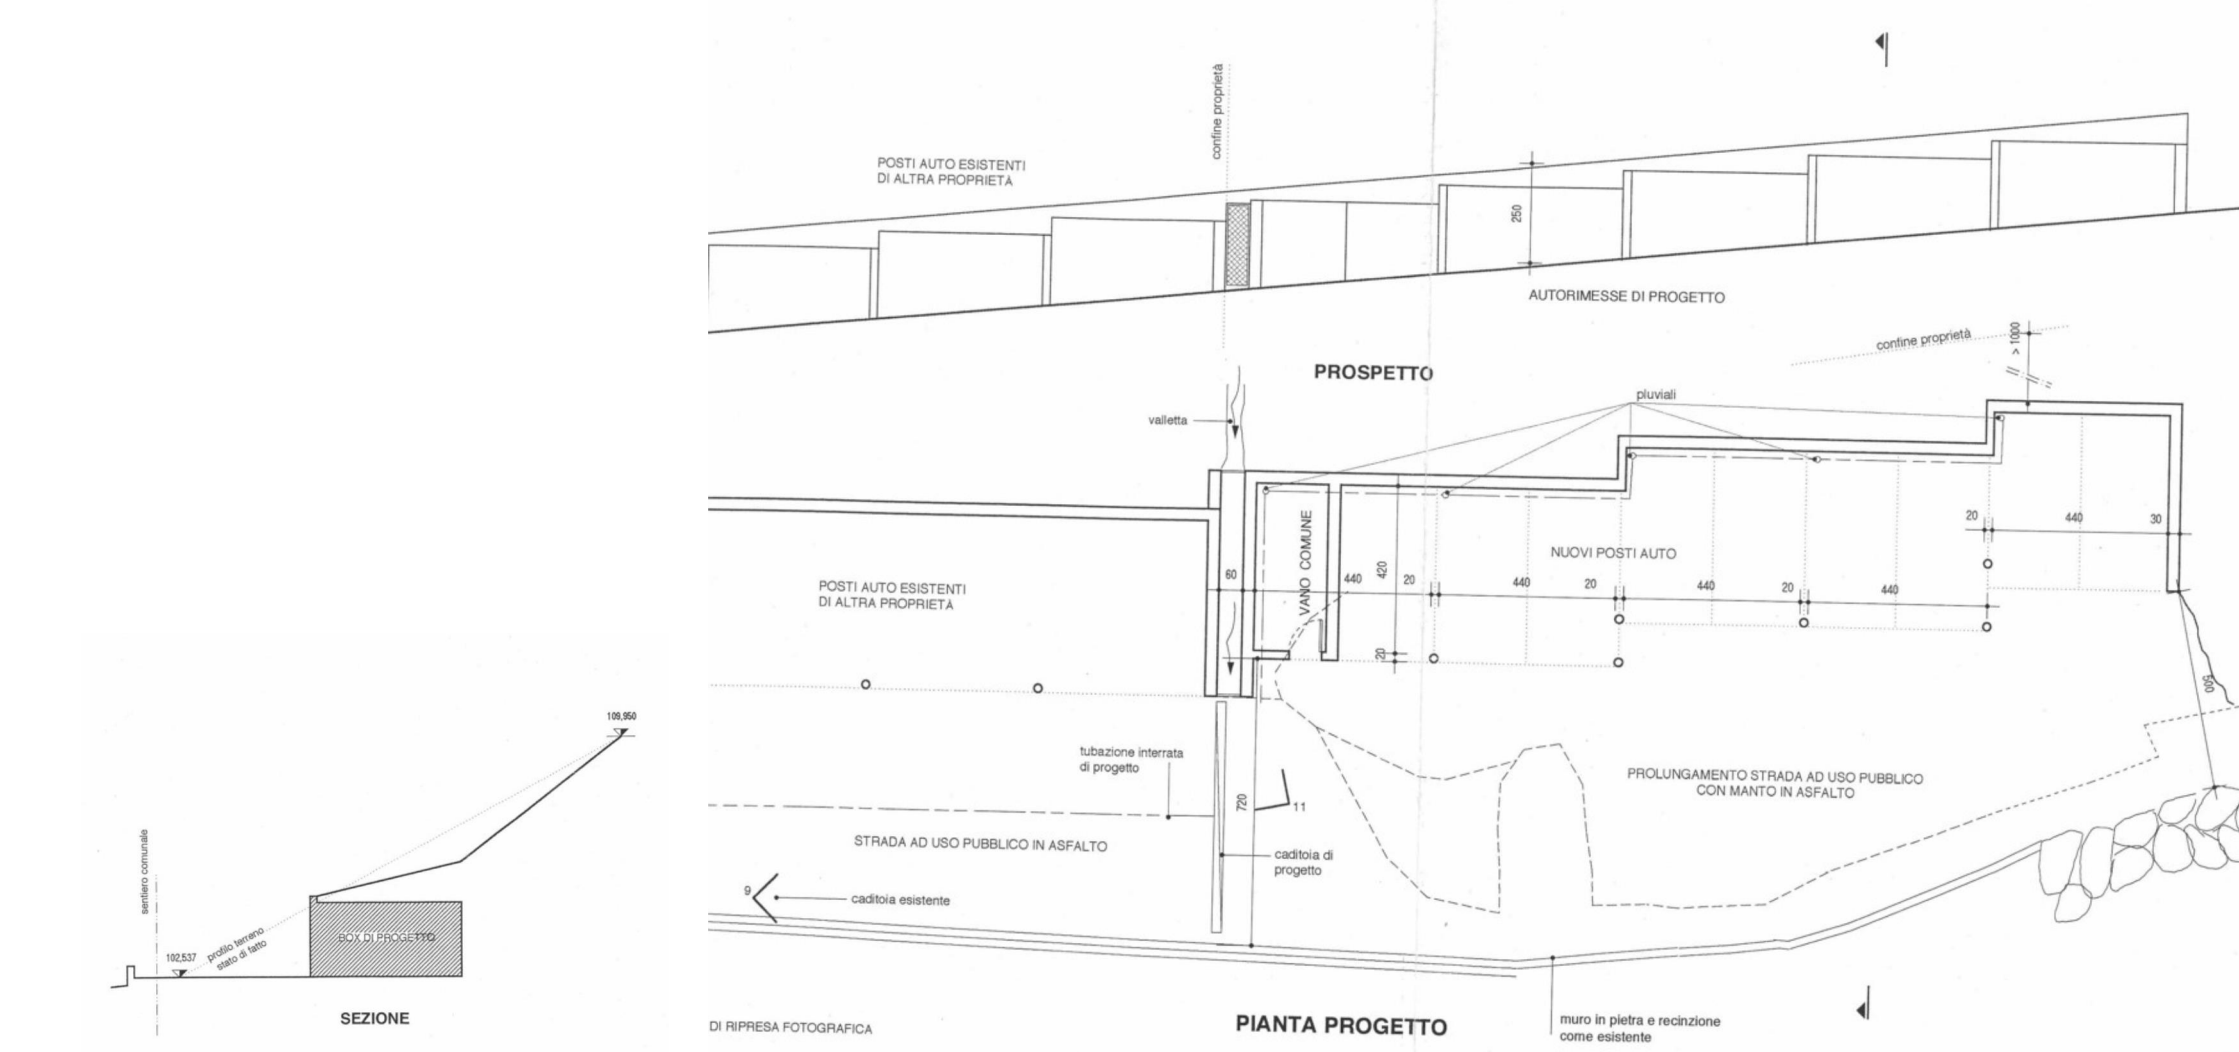 confine proprietà
POSTI AUTO ESISTENTI
DI ALTRA PROPRIETÀ
250
AUTORIMESSE DI PROGETTO
PROSPETTO
confine proprietà
> 1000
pluviali
valletta
VANO COMUNE
NUOVI POSTI AUTO
20
440
30
POSTI AUTO ESISTENTI
DI ALTRA PROPRIETÀ
60
440
420
20
440
20
440
20
440
20
500
tubazione interrata
di progetto
720
11
PROLUNGAMENTO STRADA AD USO PUBBLICO
CON MANTO IN ASFALTO
STRADA AD USO PUBBLICO IN ASFALTO
caditoia di
progetto
9
caditoia esistente
muro in pietra e recinzione
come esistente
PIANTA PROGETTO
DI RIPRESA FOTOGRAFICA
109,950
sentiero comunale
102,537
profilo terreno
stato di fatto
BOX DI PROGETTO
SEZIONE